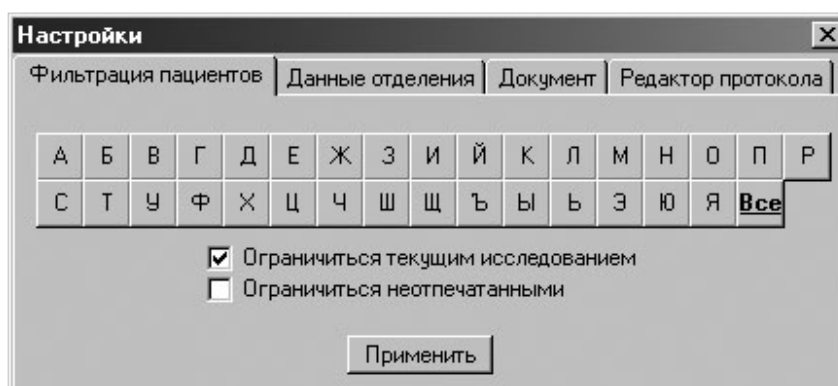 Настройки
Фильтрация пациентов Данные отделения Документ Редактор протокола
А Б В Г Д Е Ж З И Й К Л М Н О П Р
С Т У Ф Х Ц Ч Ш Щ Ъ Ы Ь Э Ю Я Все
Ограничиться текущим исследованием
Ограничиться неотпечатанными
Применить